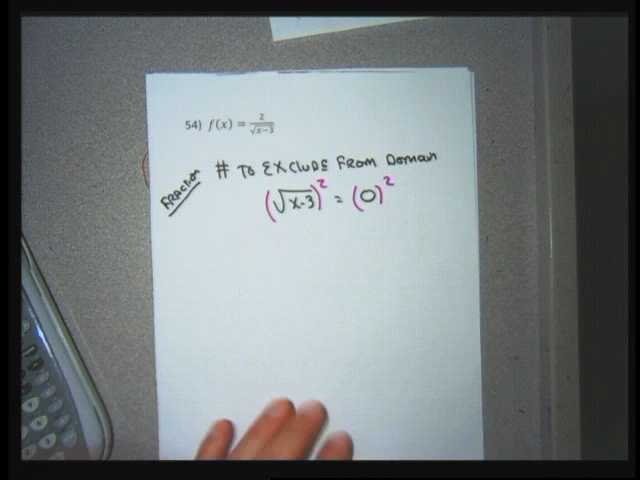 54) f(x) = 2/√x-3
# TO EXCLUDE FROM DOMAIN
FRACTION
(√x-3)² = (0)²